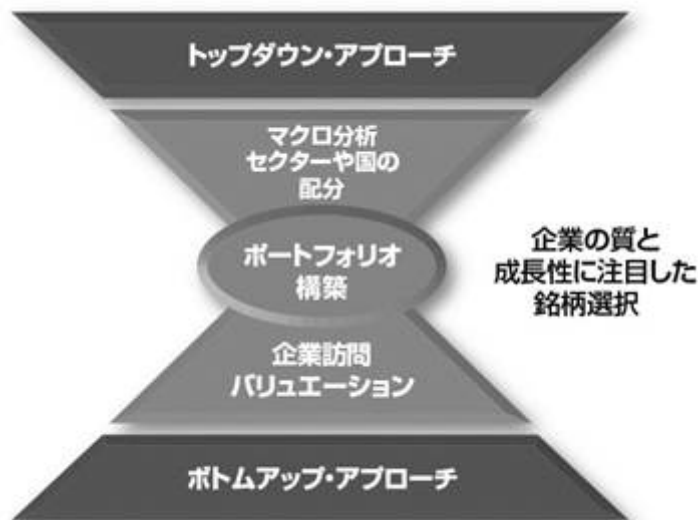 トップダウン・アプローチ
マクロ分析
セクターや国の
配分
ポートフォリオ
構築
企業の質と
成長性に注目した
銘柄選択
企業訪問
バリュエーション
ボトムアップ・アプローチ